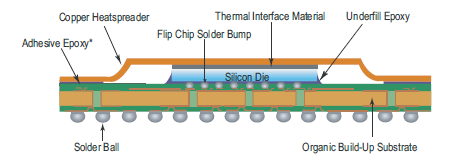 Copper Heatspreader
Thermal Interface Material
Underfill Epoxy
Flip Chip Solder Bump
Adhesive Epoxy*
Silicon Die
Solder Ball
Organic Build-Up Substrate